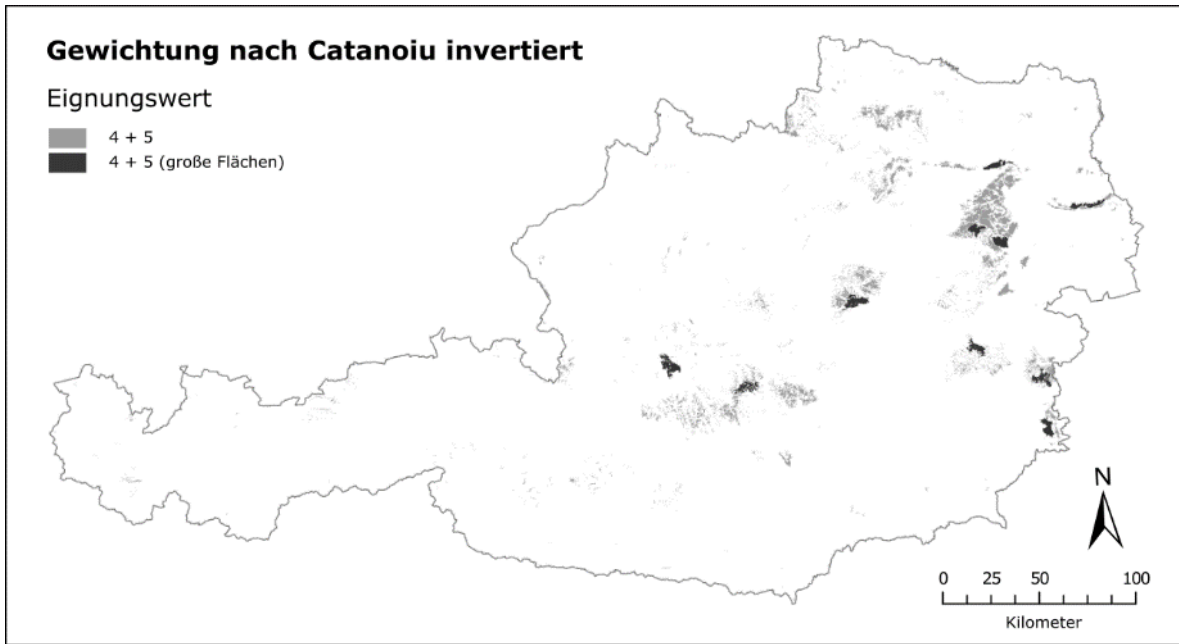 Gewichtung nach Catanoiu invertiert
Eignungswert
4 + 5
4 + 5 (große Flächen)
N
0 25 50 100
Kilometer